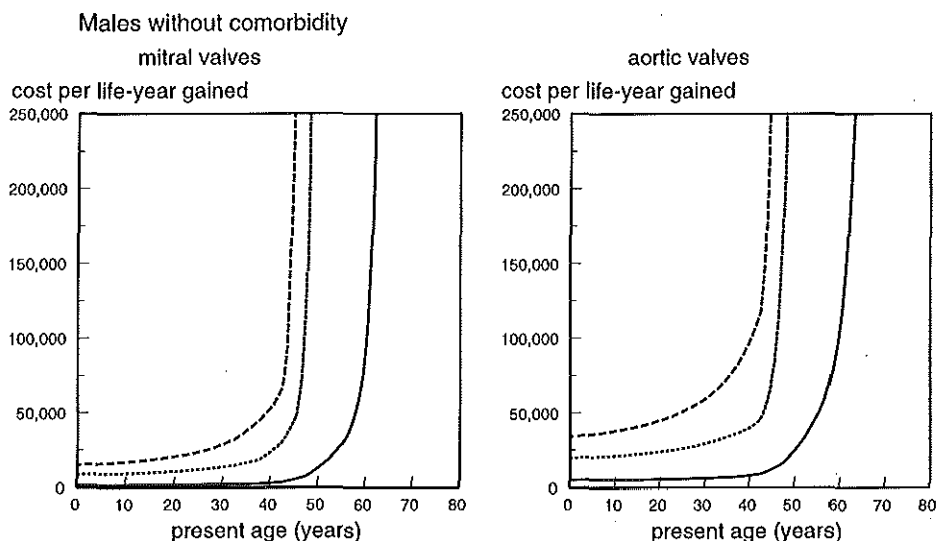 Males without comorbidity
mitral valves
cost per life-year gained
250,000
200,000
150,000
100,000
50,000
0
0 10 20 30 40 50 60 70 80
present age (years)
aortic valves
cost per life-year gained
250,000
200,000
150,000
100,000
50,000
0
0 10 20 30 40 50 60 70 80
present age (years)